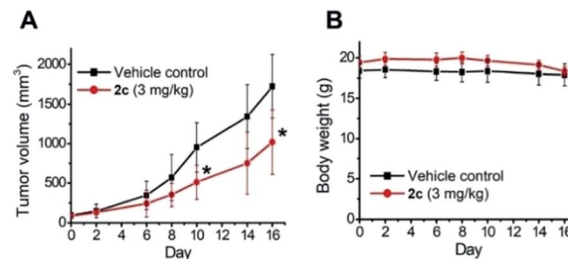 A
Tumor volume (mm³)
2000
1500
1000
500
0
Vehicle control
2c (3 mg/kg)
*
*
0 2 4 6 8 10 12 14 16
Day
B
Body weight (g)
20
15
10
5
0
Vehicle control
2c (3 mg/kg)
0 2 4 6 8 10 12 14 16
Day